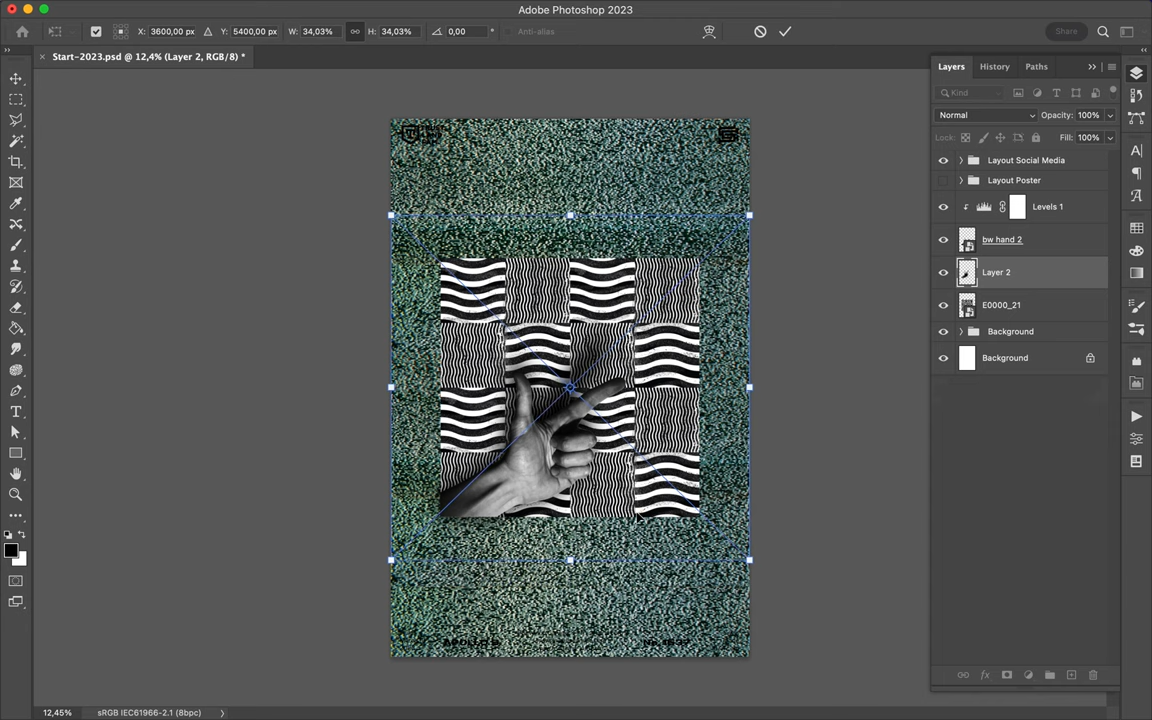 Adobe Photoshop 2023
X: 3600,00 px Y: 5400,00 px W: 34,03% H: 34,03% 0,00 ° Anti-alias Share
Start-2023.psd @ 12,4% (Layer 2, RGB/8) *
Layers History Paths
Kind
Normal Opacity: 100%
Lock: Fill: 100%
Layout Social Media
Layout Poster
Levels 1
bw hand 2
Layer 2
E0000_21
Background
Background
12,45% sRGB IEC61966-2.1 (8bpc)